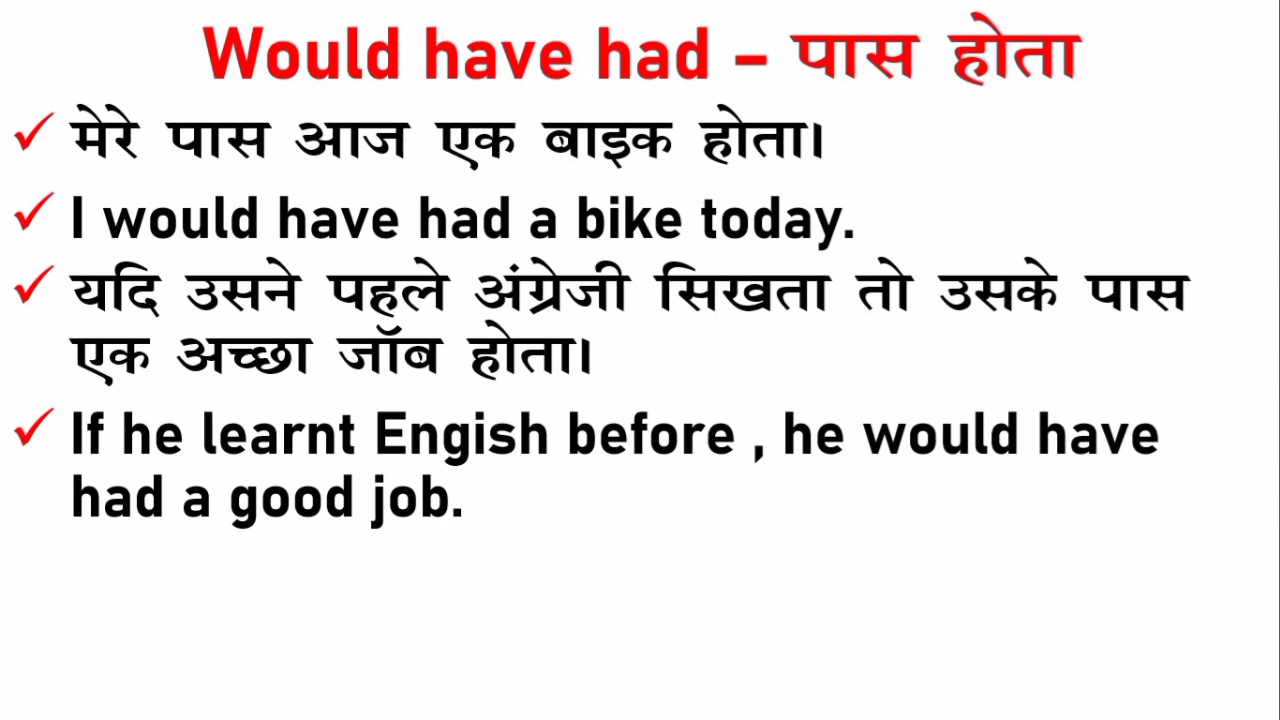 Would have had – पास होता
✓ मेरे पास आज एक बाइक होता।
✓ I would have had a bike today.
✓ यदि उसने पहले अंग्रेजी सिखता तो उसके पास
एक अच्छा जॉब होता।
✓ If he learnt Engish before , he would have
had a good job.